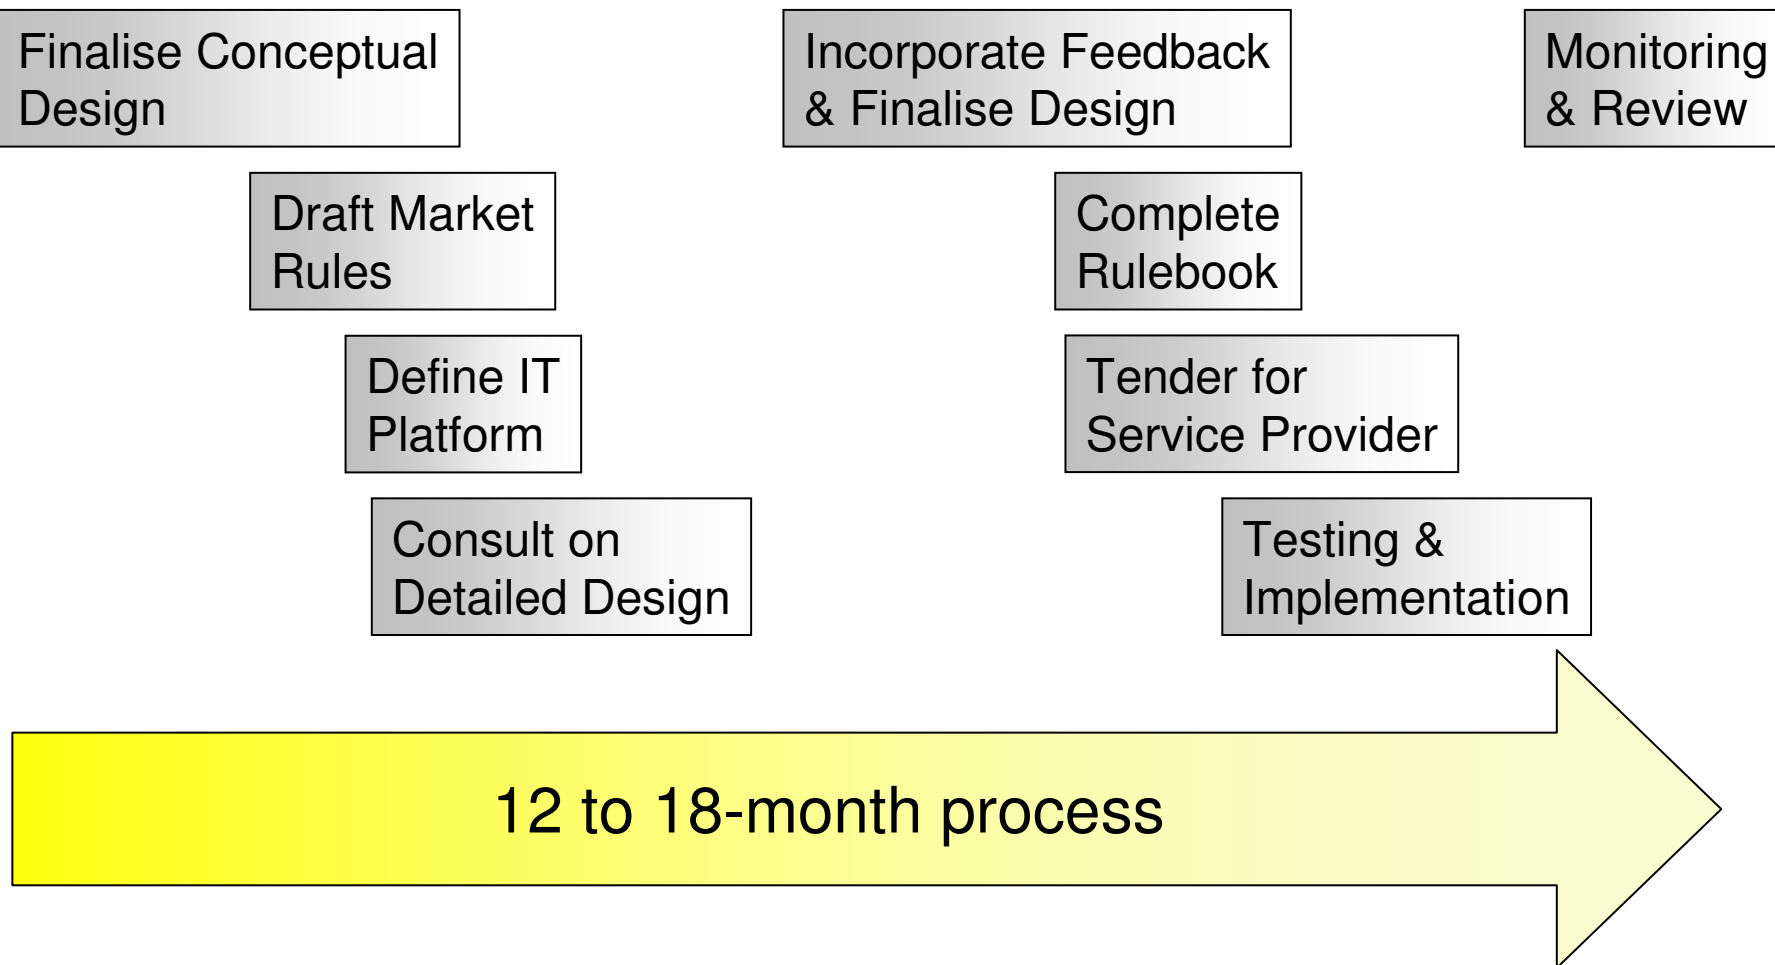 Finalise Conceptual
Design
Draft Market
Rules
Define IT
Platform
Consult on
Detailed Design
Incorporate Feedback
& Finalise Design
Complete
Rulebook
Tender for
Service Provider
Testing &
Implementation
Monitoring
& Review
12 to 18-month process